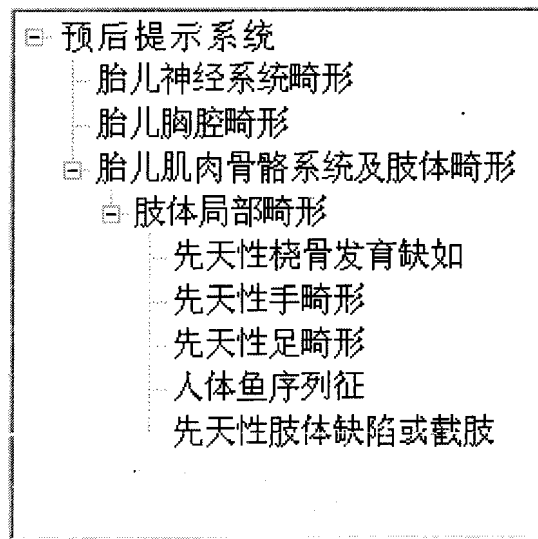 预后提示系统
胎儿神经系统畸形
胎儿胸腔畸形
胎儿肌肉骨骼系统及肢体畸形
肢体局部畸形
先天性桡骨发育缺如
先天性手畸形
先天性足畸形
人体鱼序列征
先天性肢体缺陷或截肢